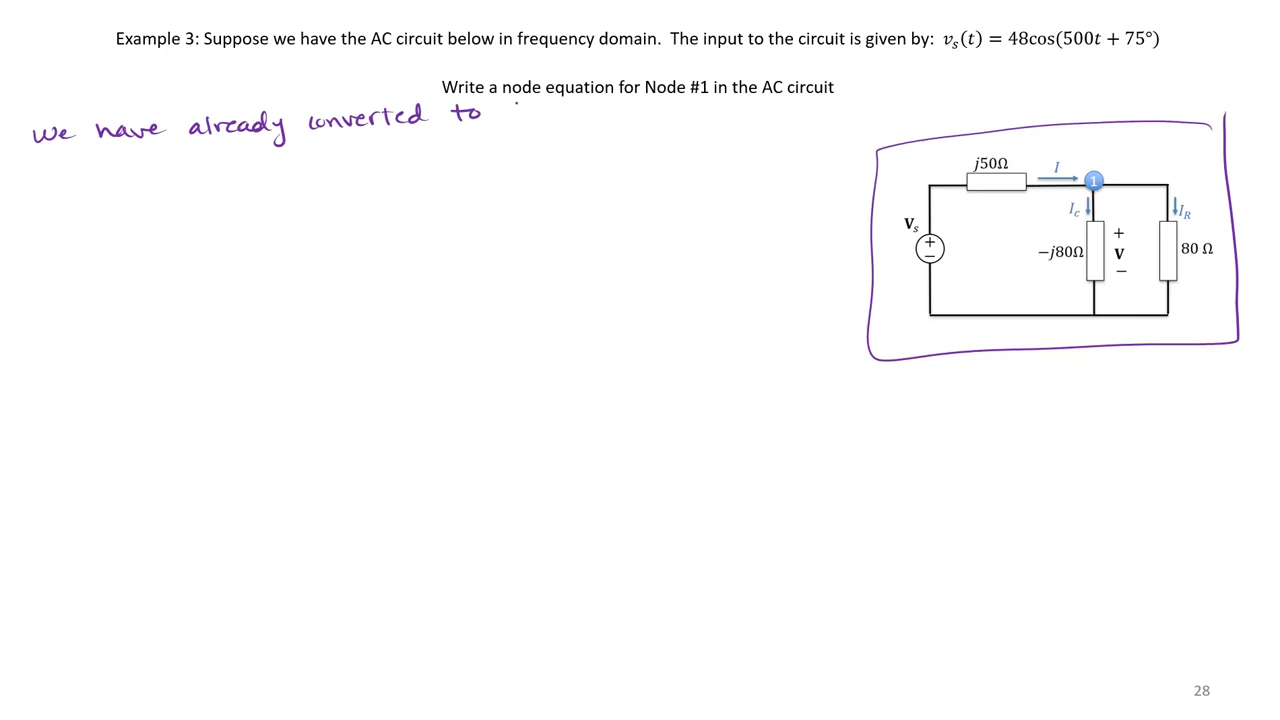 Example 3: Suppose we have the AC circuit below in frequency domain. The input to the circuit is given by: vₛ(t) = 48cos(500t + 75°)
Write a node equation for Node #1 in the AC circuit
we have already converted to
j50Ω
I
1
I꜀
I_R
Vₛ
+
−
−j80Ω
+
V
−
80 Ω
28